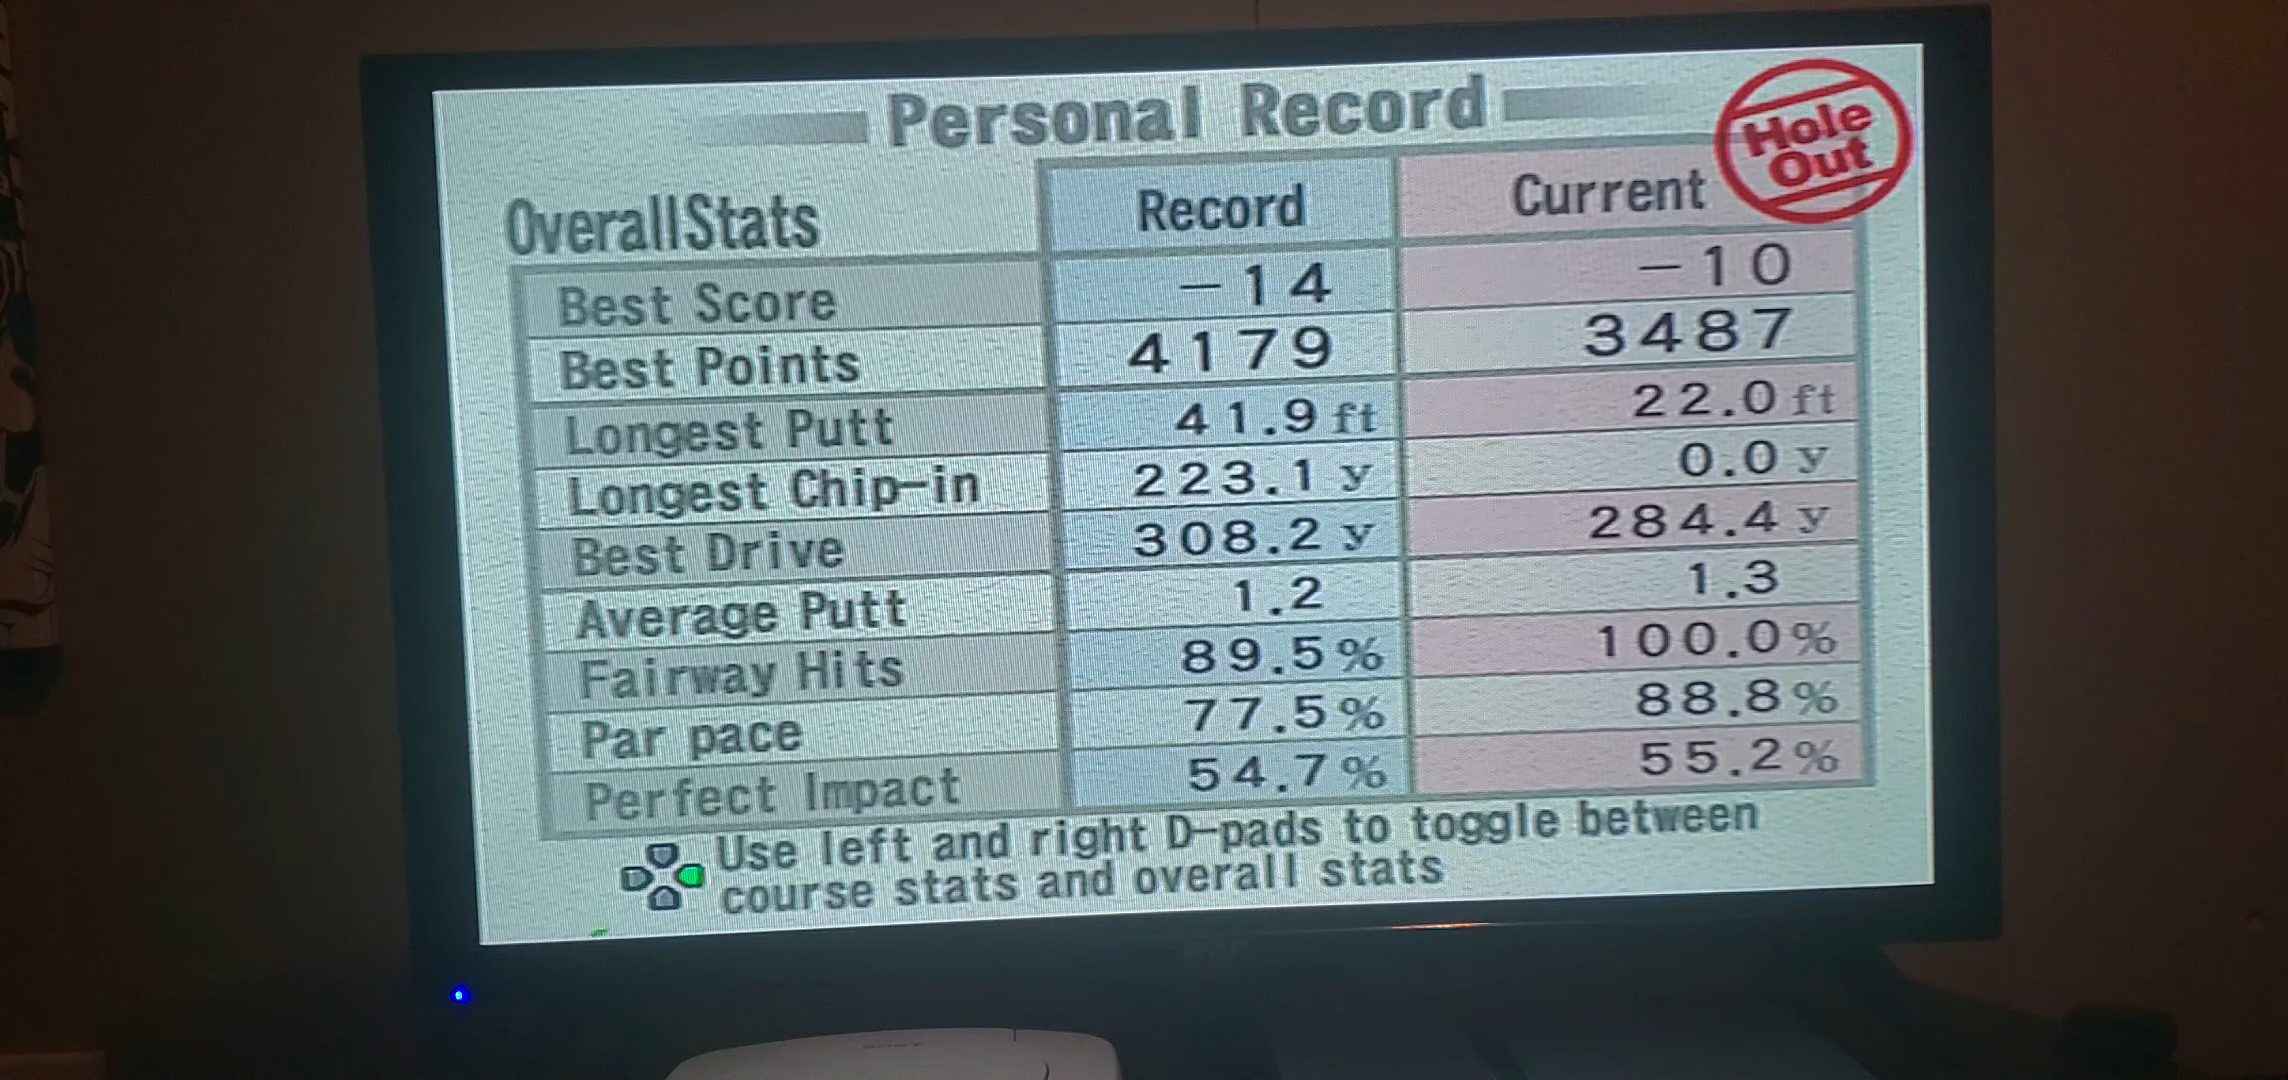 Personal Record
Hole
Out
OverallStats Record Current
Best Score -14 -10
Best Points 4179 3487
Longest Putt 41.9 ft 22.0 ft
Longest Chip-in 223.1 y 0.0 y
Best Drive 308.2 y 284.4 y
Average Putt 1.2 1.3
Fairway Hits 89.5% 100.0%
Par pace 77.5% 88.8%
Perfect Impact 54.7% 55.2%
Use left and right D-pads to toggle between
course stats and overall stats